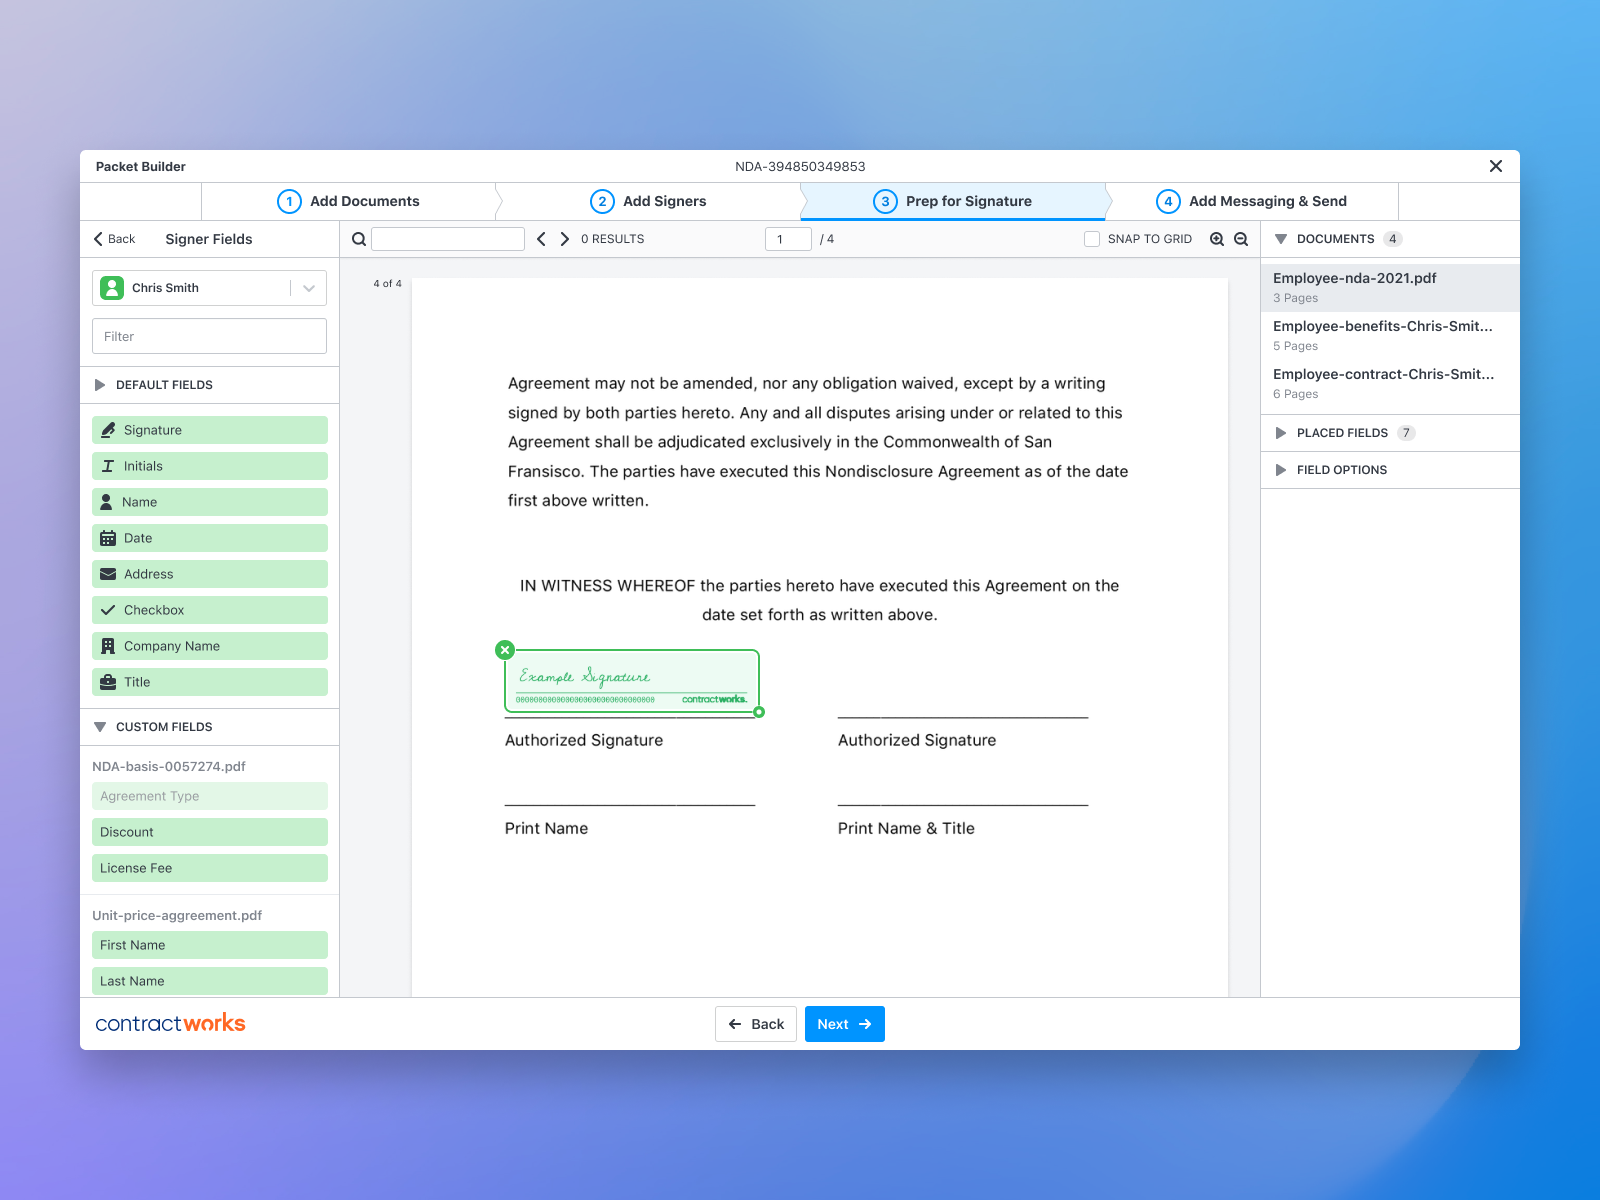 Packet Builder
NDA-394850349853
1 Add Documents
2 Add Signers
3 Prep for Signature
4 Add Messaging & Send
Back
Signer Fields
0 RESULTS
1 / 4
SNAP TO GRID
DOCUMENTS 4
Chris Smith
Filter
DEFAULT FIELDS
Signature
Initials
Name
Date
Address
Checkbox
Company Name
Title
CUSTOM FIELDS
NDA-basis-0057274.pdf
Agreement Type
Discount
License Fee
Unit-price-aggreement.pdf
First Name
Last Name
4 of 4
Agreement may not be amended, nor any obligation waived, except by a writing
signed by both parties hereto. Any and all disputes arising under or related to this
Agreement shall be adjudicated exclusively in the Commonwealth of San
Fransisco. The parties have executed this Nondisclosure Agreement as of the date
first above written.
IN WITNESS WHEREOF the parties hereto have executed this Agreement on the
date set forth as written above.
Example Signature
contractworks.
Authorized Signature
Authorized Signature
Print Name
Print Name & Title
Employee-nda-2021.pdf
3 Pages
Employee-benefits-Chris-Smit...
5 Pages
Employee-contract-Chris-Smit...
6 Pages
PLACED FIELDS 7
FIELD OPTIONS
contractworks
Back
Next